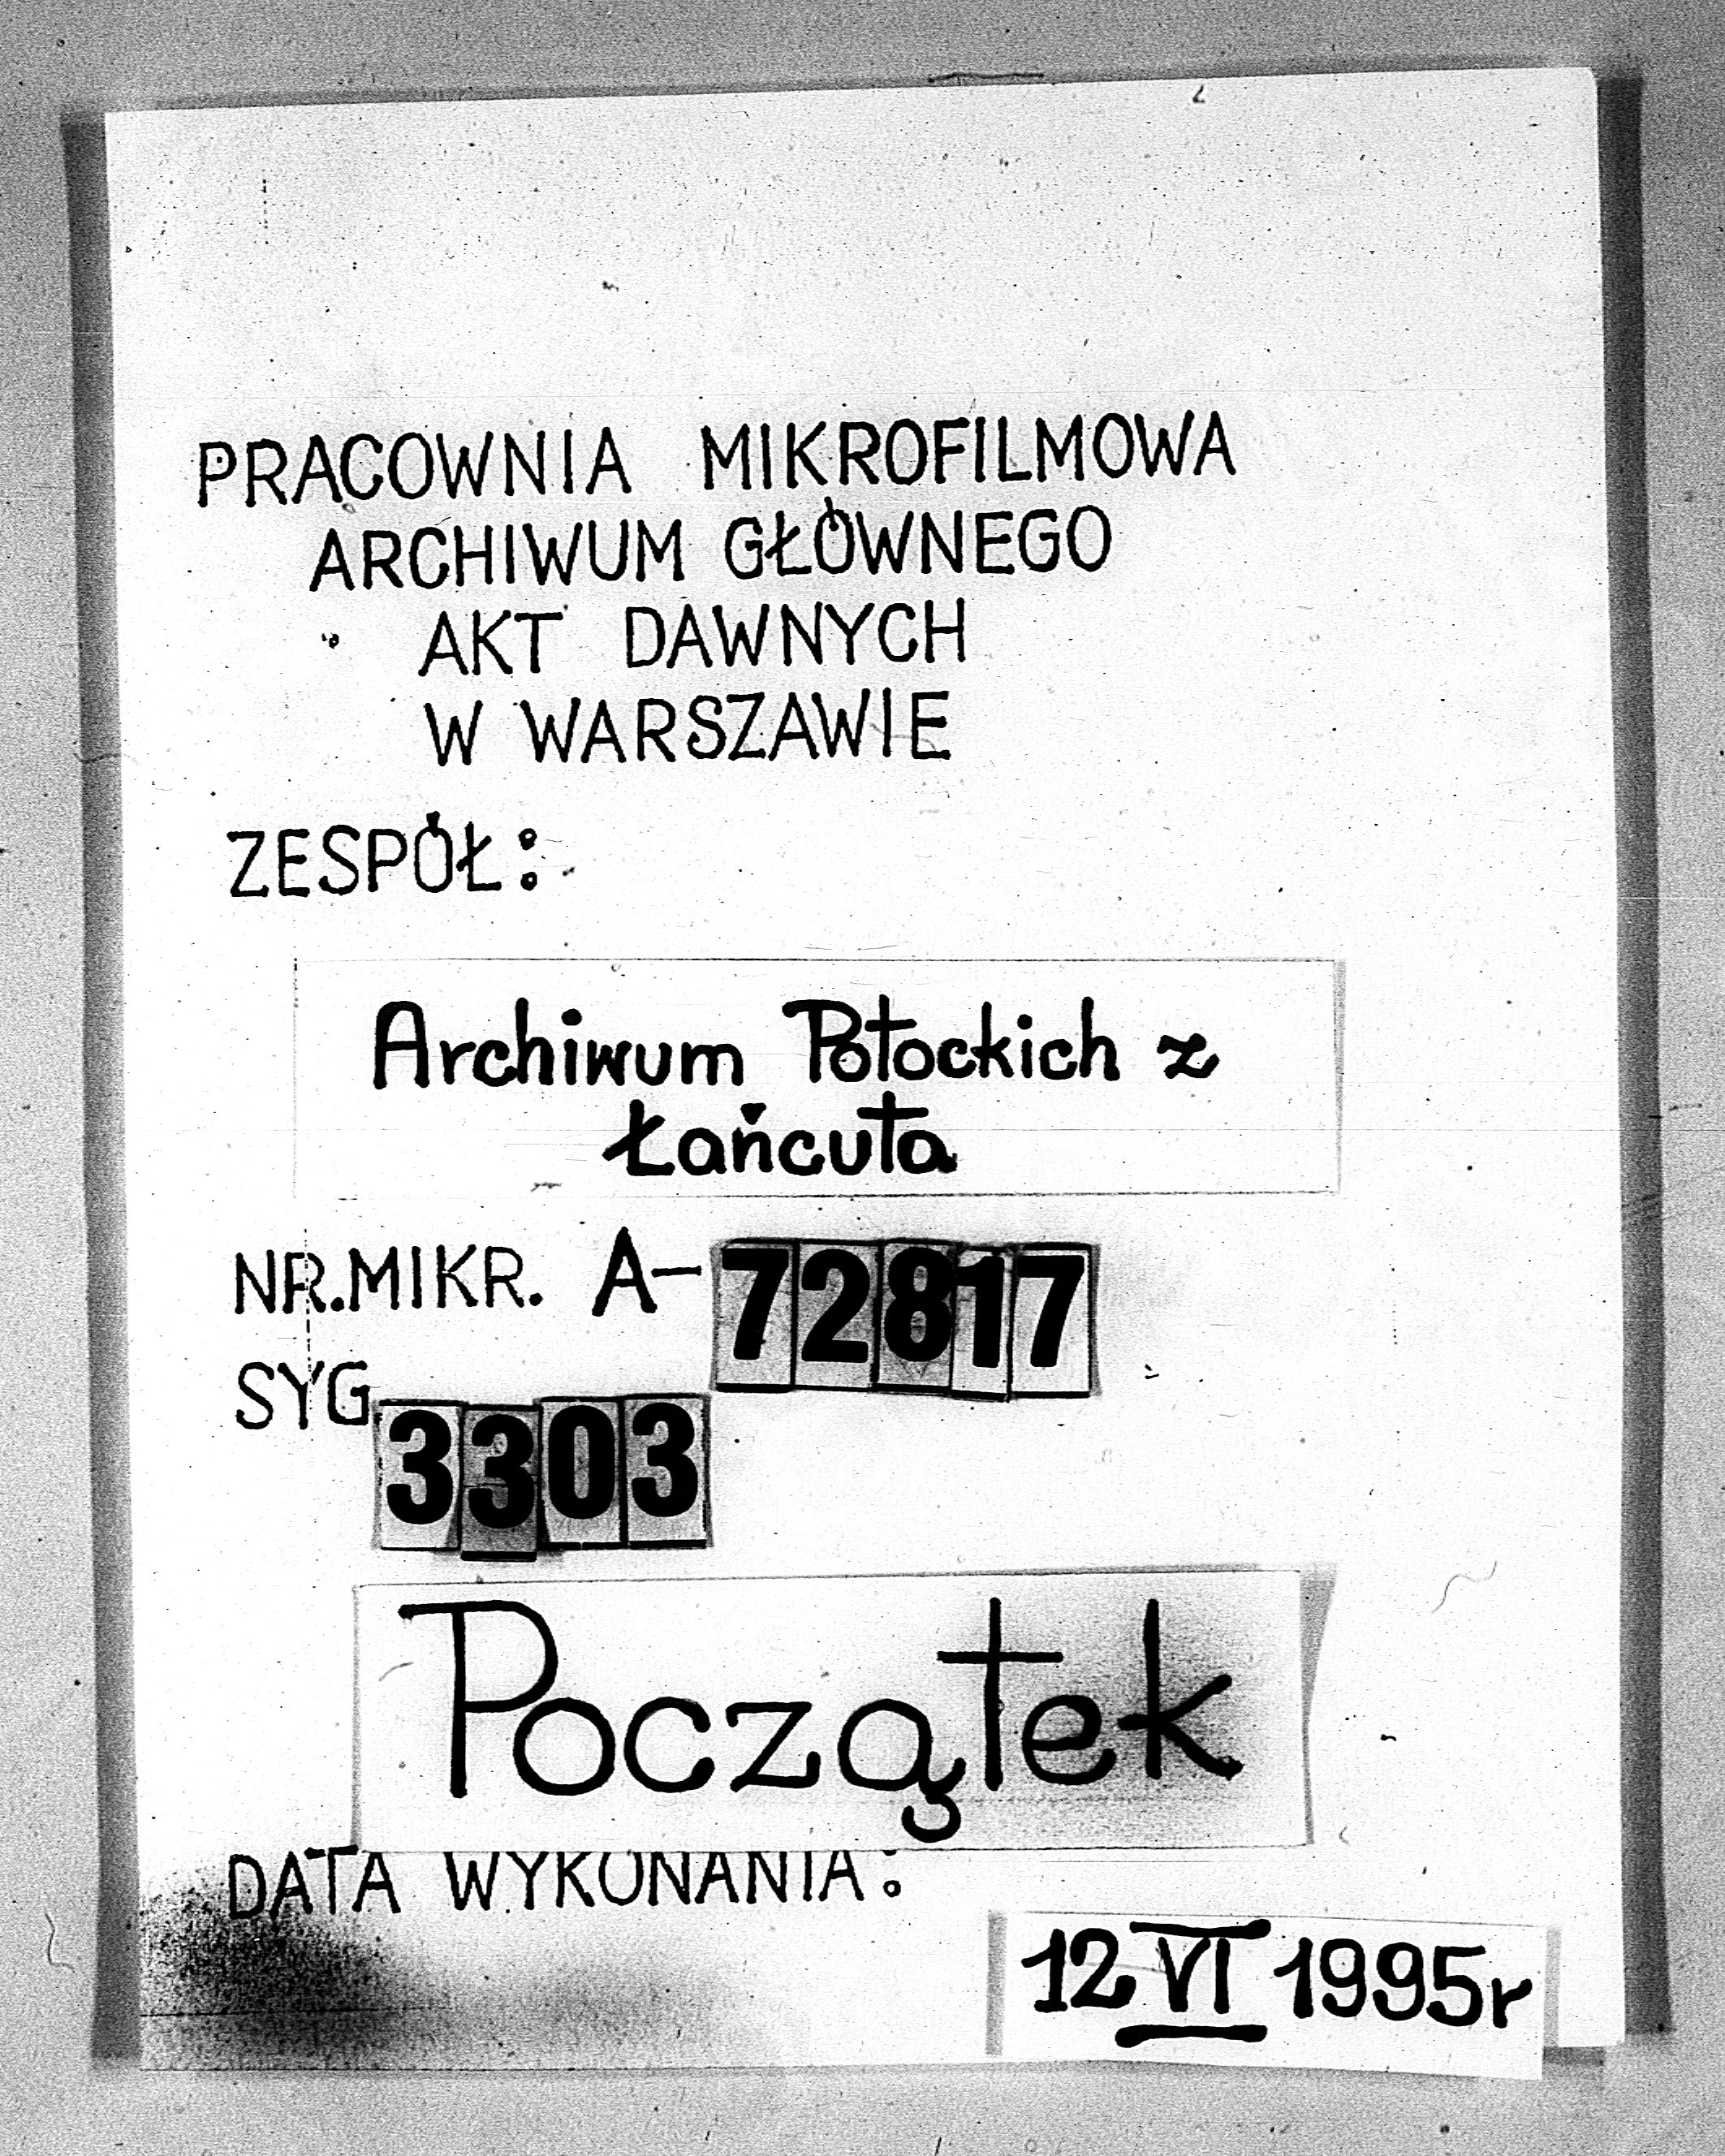 PRACOWNIA MIKROFILMOWA
ARCHIWUM GŁÓWNEGO
AKT DAWNYCH
W WARSZAWIE
ZESPÓŁ:
Archiwum Potockich z
Łańcuta
NR.MIKR. A-72817
SYG. 3303
Początek
DATA WYKONANIA:
12 VI 1995r